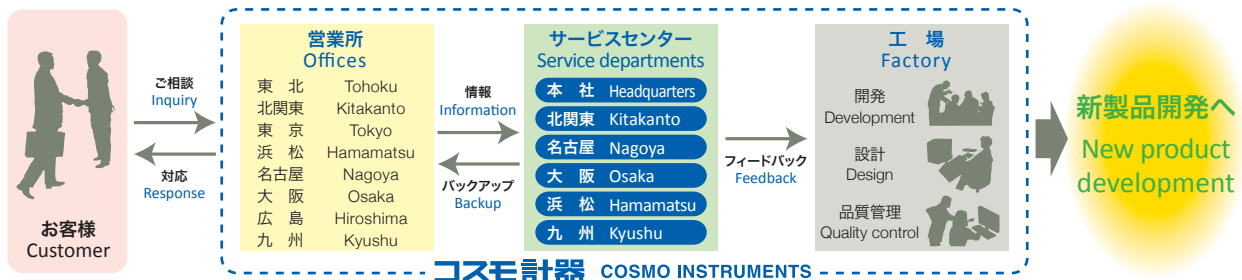 お客様
Customer
ご相談
Inquiry
対応
Response
営業所
Offices
東 北 Tohoku
北関東 Kitakanto
東 京 Tokyo
浜 松 Hamamatsu
名古屋 Nagoya
大 阪 Osaka
広 島 Hiroshima
九 州 Kyushu
情報
Information
バックアップ
Backup
サービスセンター
Service departments
本 社 Headquarters
北関東 Kitakanto
名古屋 Nagoya
大 阪 Osaka
浜 松 Hamamatsu
九 州 Kyushu
フィードバック
Feedback
工 場
Factory
開発
Development
設計
Design
品質管理
Quality control
新製品開発へ
New product
development
コスモ計器 COSMO INSTRUMENTS